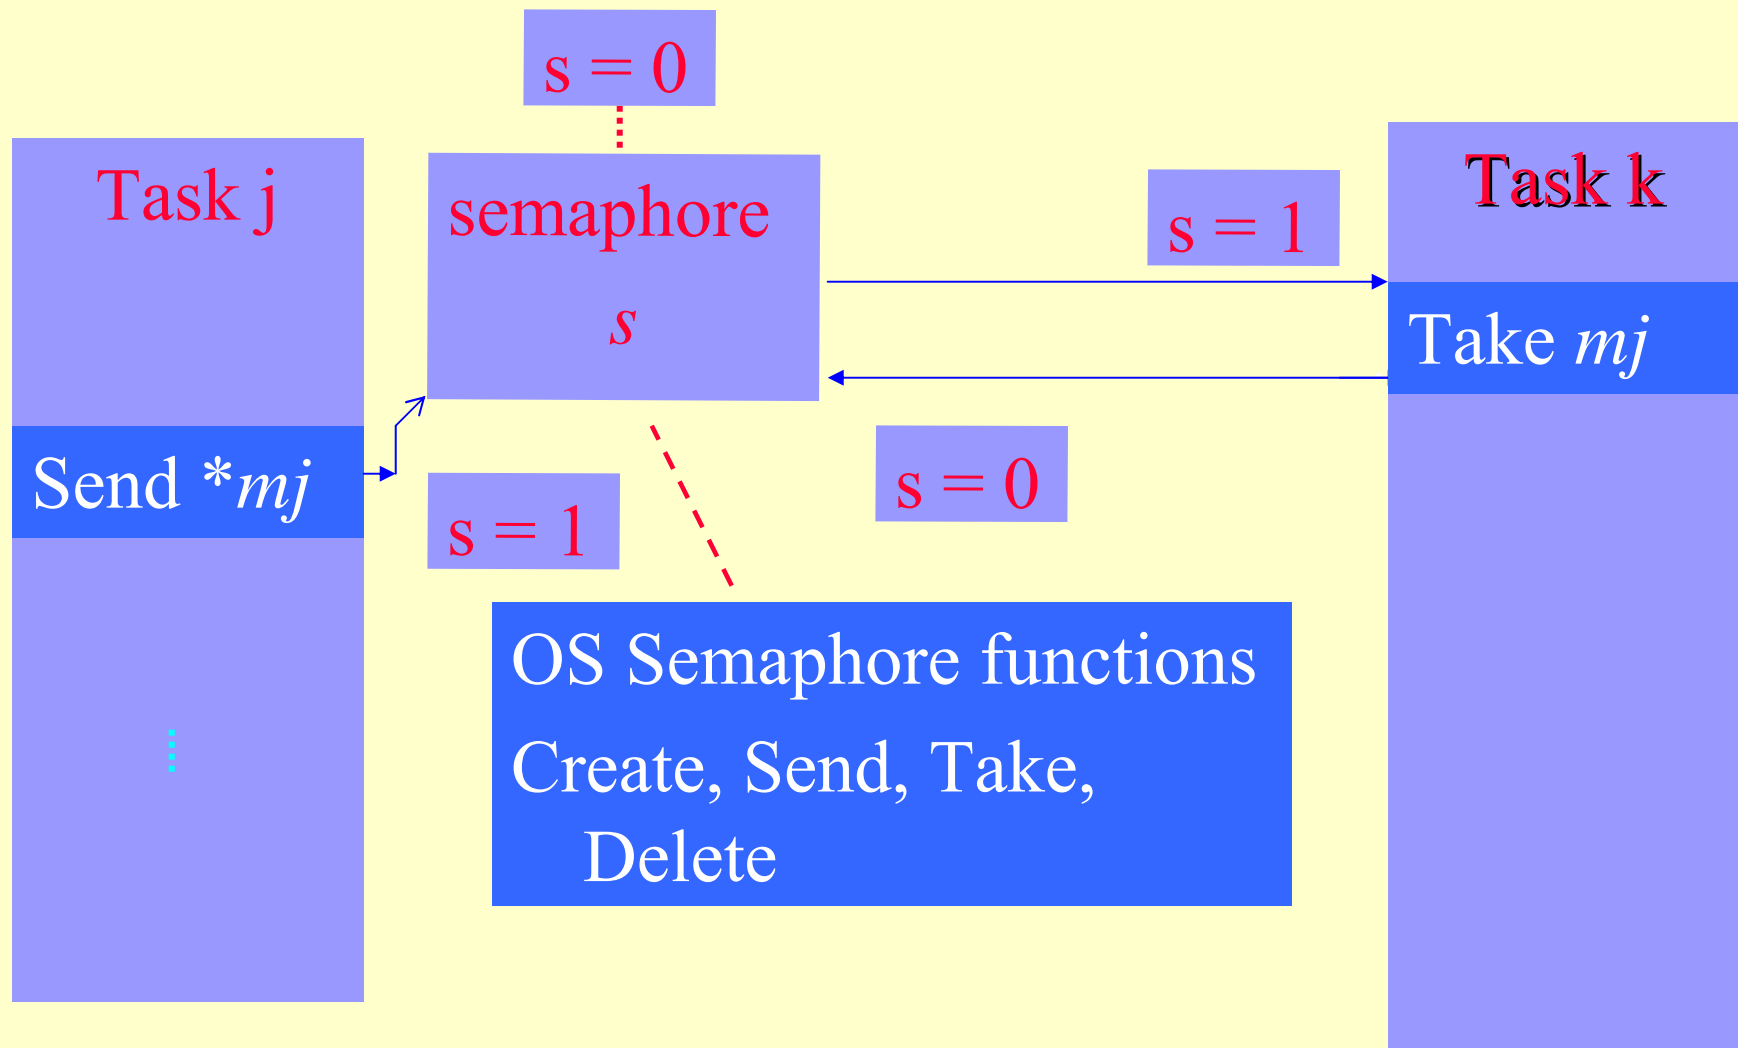 s = 0
Task j
semaphore
s
s = 1
Task k
Take mj
Send *mj
s = 1
s = 0
OS Semaphore functions
Create, Send, Take,
Delete